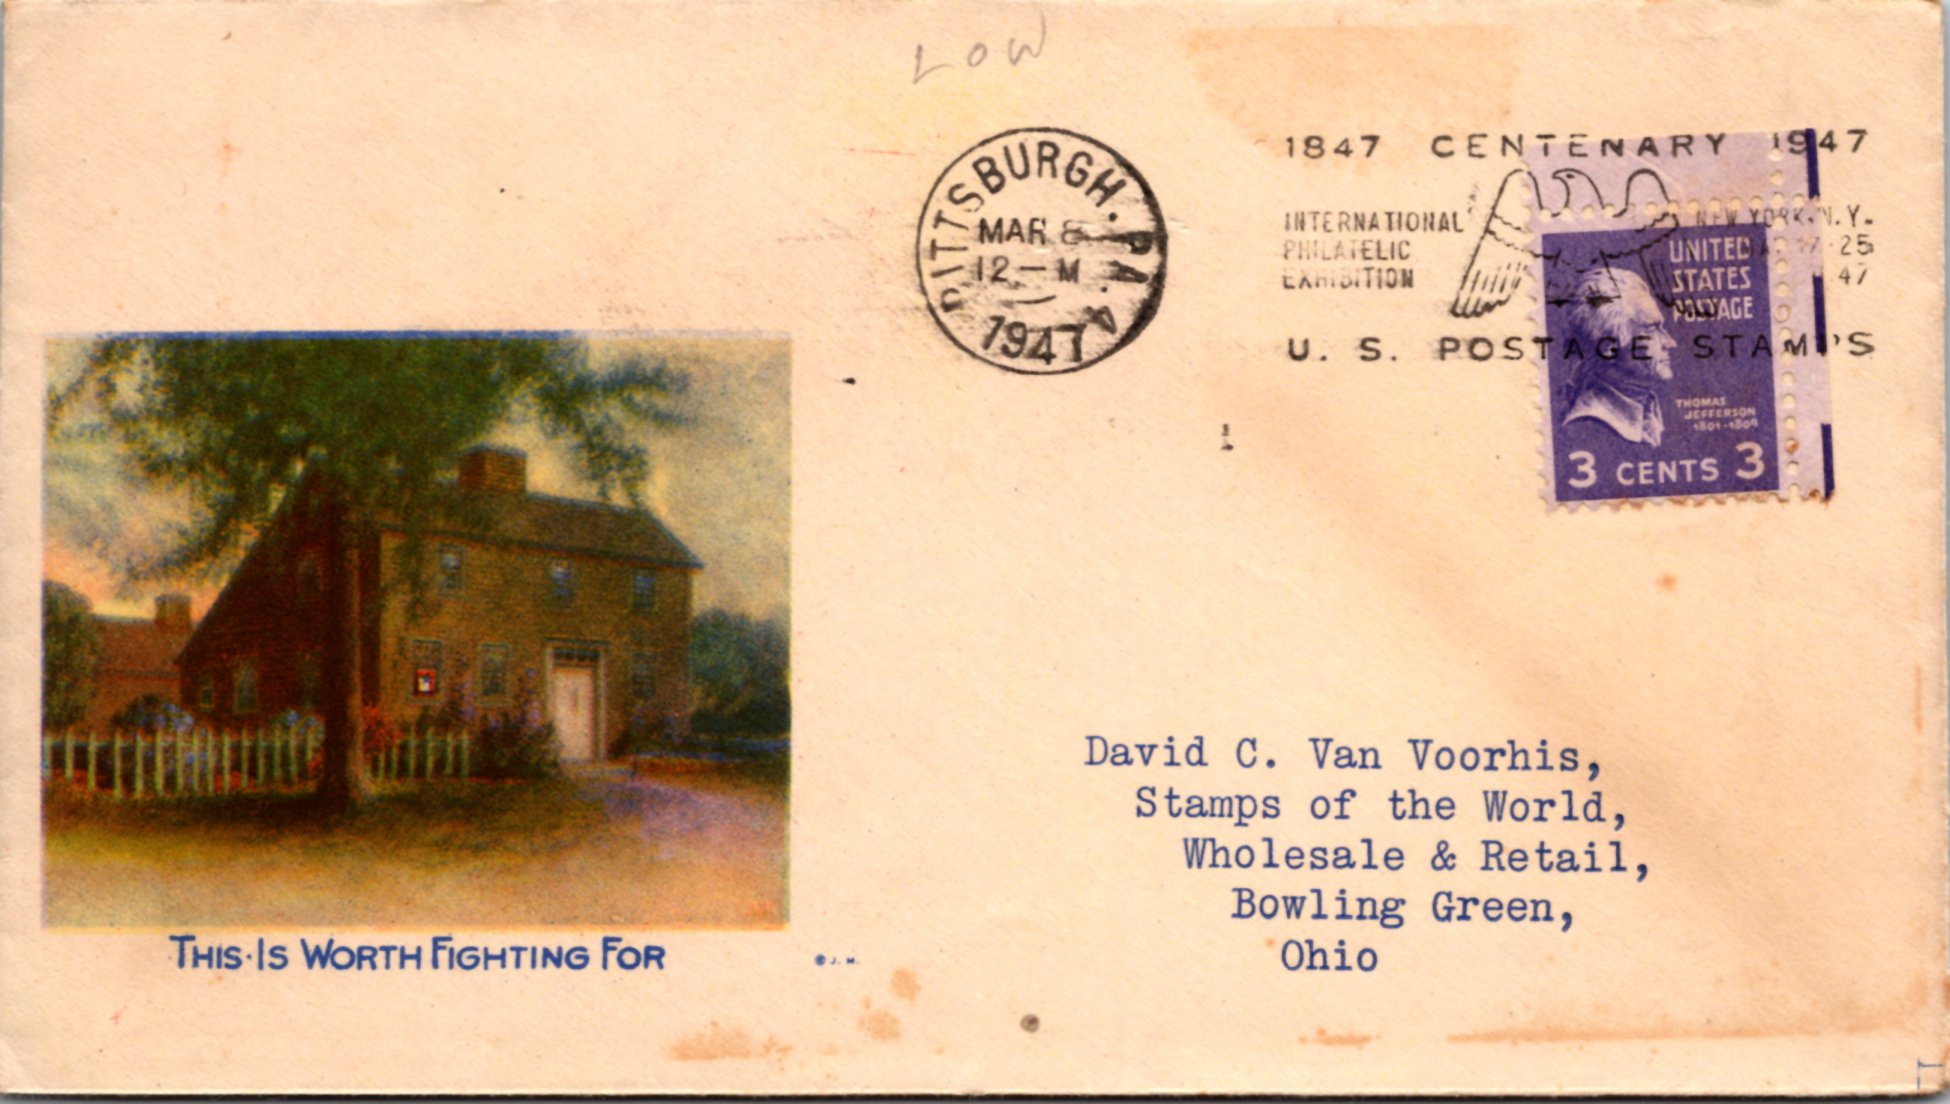 LOW
PITTSBURGH. PA. 4
MAR 8
12 — M
1947
1847 CENTENARY 1947
INTERNATIONAL
PHILATELIC
EXHIBITION
NEW YORK, N.Y.
17-25
47
U. S. POSTAGE STAMPS
UNITED
STATES
POSTAGE
THOMAS
JEFFERSON
1801-1809
3 CENTS 3
David C. Van Voorhis,
Stamps of the World,
Wholesale & Retail,
Bowling Green,
Ohio
THIS·IS WORTH FIGHTING FOR
© J. M.